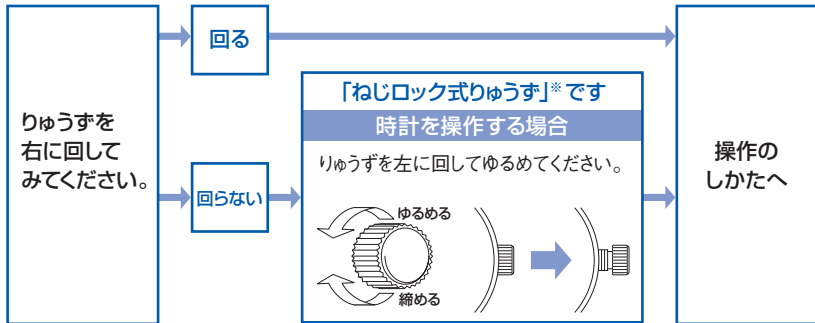 りゅうずを
右に回して
みてください。
回る
回らない
「ねじロック式りゅうず」※です
時計を操作する場合
りゅうずを左に回してゆるめてください。
ゆるめる
締める
操作の
しかたへ